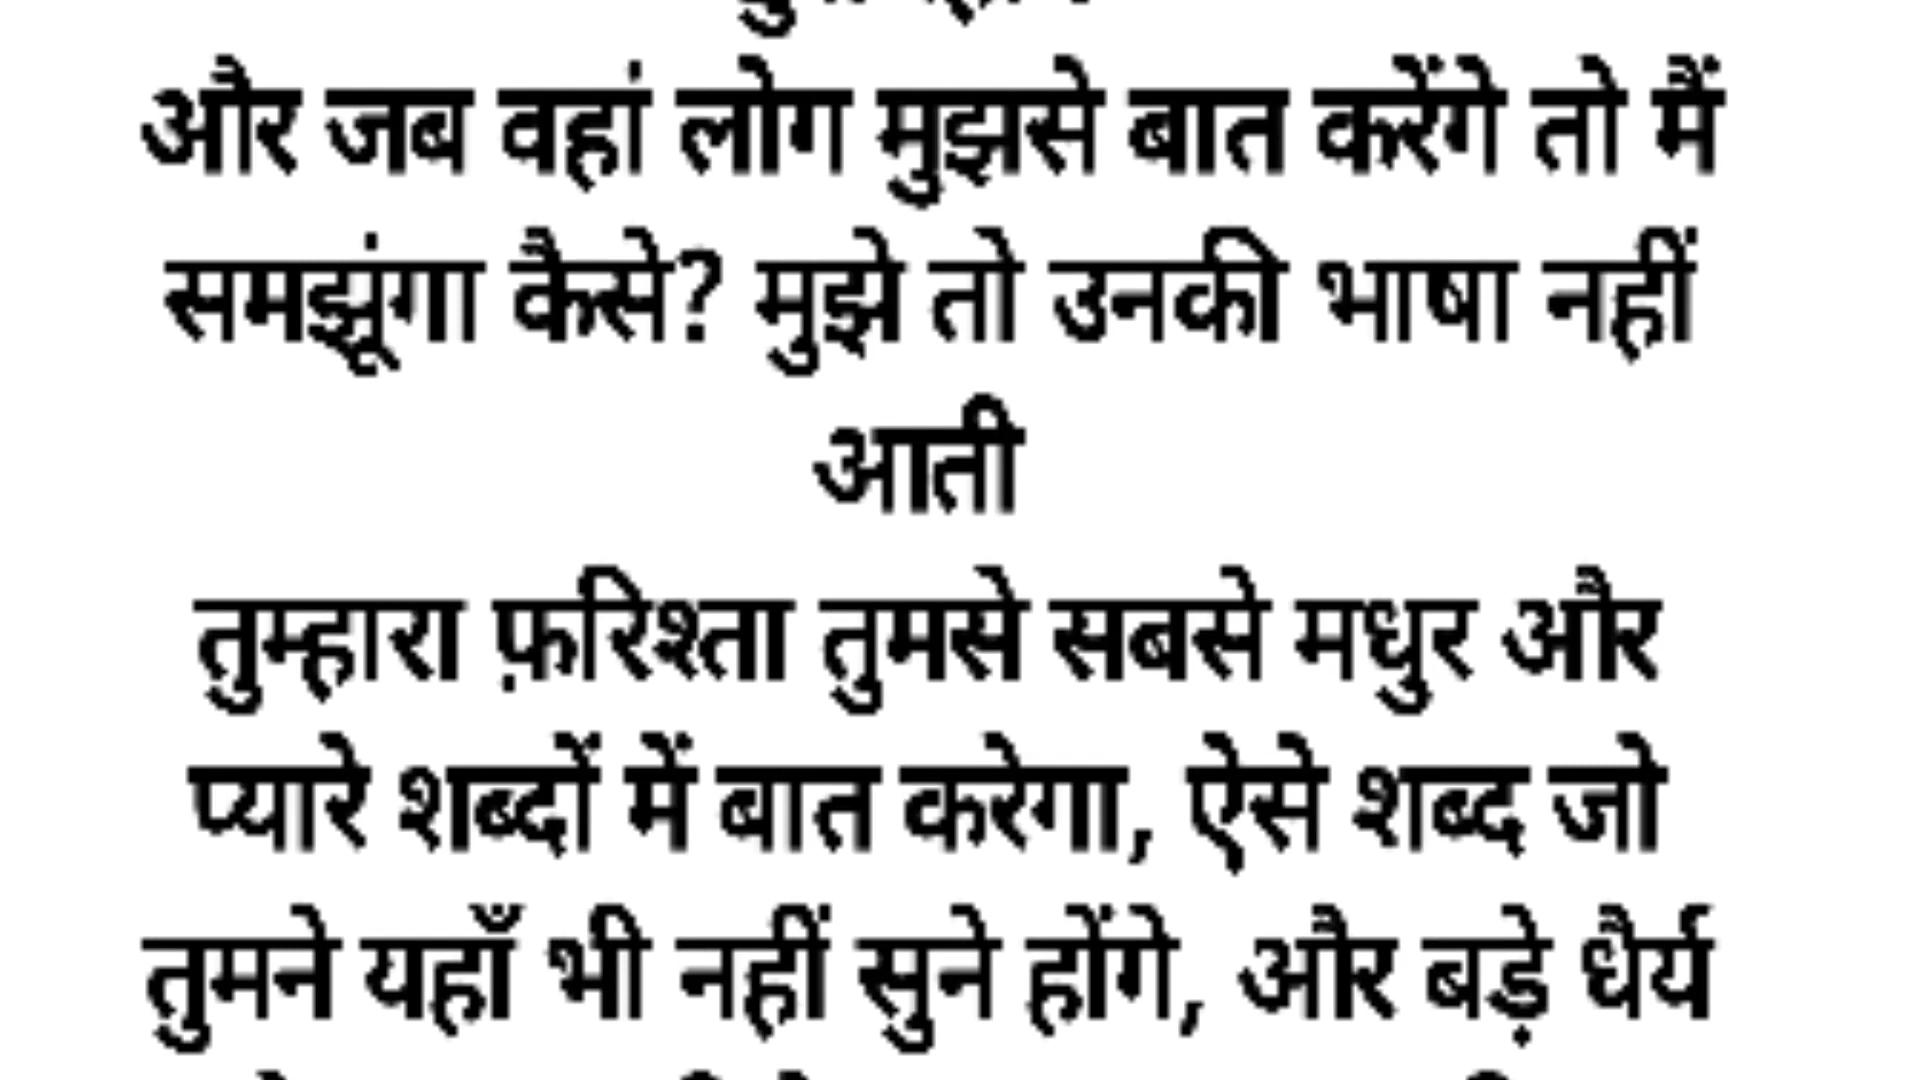 और जब वहां लोग मुझसे बात करेंगे तो मैं
समझूंगा कैसे? मुझे तो उनकी भाषा नहीं
आती
तुम्हारा फ़रिश्ता तुमसे सबसे मधुर और
प्यारे शब्दों में बात करेगा, ऐसे शब्द जो
तुमने यहाँ भी नहीं सुने होंगे, और बड़े धैर्य